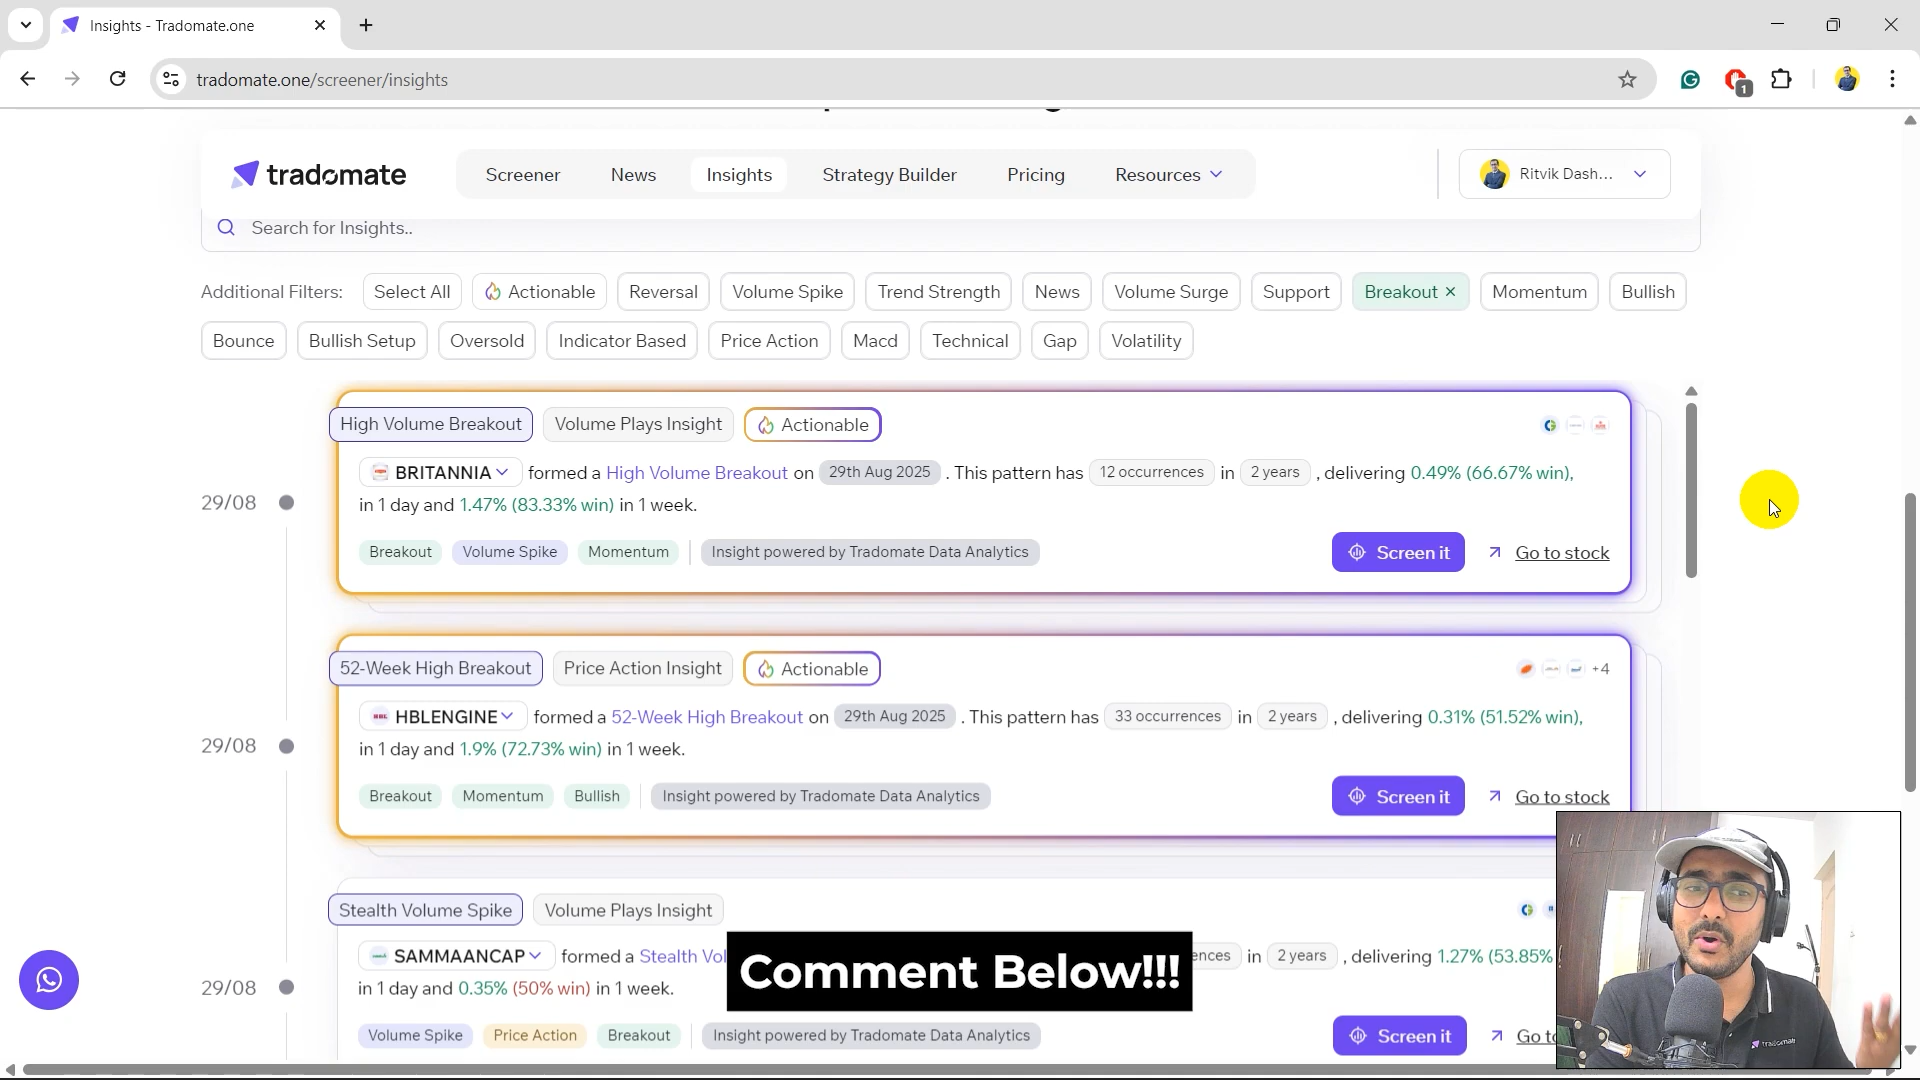 Insights - Tradomate.one
tradomate.one/screener/insights
1
tradomate
Screener
News
Insights
Strategy Builder
Pricing
Resources
Ritvik Dash...
Search for Insights..
Additional Filters:
Select All
Actionable
Reversal
Volume Spike
Trend Strength
News
Volume Surge
Support
Breakout ×
Momentum
Bullish
Bounce
Bullish Setup
Oversold
Indicator Based
Price Action
Macd
Technical
Gap
Volatility
High Volume Breakout
Volume Plays Insight
Actionable
29/08
BRITANNIA formed a High Volume Breakout on 29th Aug 2025 . This pattern has 12 occurrences in 2 years , delivering 0.49% (66.67% win),
in 1 day and 1.47% (83.33% win) in 1 week.
Breakout
Volume Spike
Momentum
Insight powered by Tradomate Data Analytics
Screen it
Go to stock
52-Week High Breakout
Price Action Insight
Actionable
+4
29/08
HBLENGINE formed a 52-Week High Breakout on 29th Aug 2025 . This pattern has 33 occurrences in 2 years , delivering 0.31% (51.52% win),
in 1 day and 1.9% (72.73% win) in 1 week.
Breakout
Momentum
Bullish
Insight powered by Tradomate Data Analytics
Screen it
Go to stock
Stealth Volume Spike
Volume Plays Insight
29/08
SAMMAANCAP formed a Stealth Vol
ences in 2 years , delivering 1.27% (53.85%
in 1 day and 0.35% (50% win) in 1 week.
Comment Below!!!
Volume Spike
Price Action
Breakout
Insight powered by Tradomate Data Analytics
Screen it
Go to
tradomate